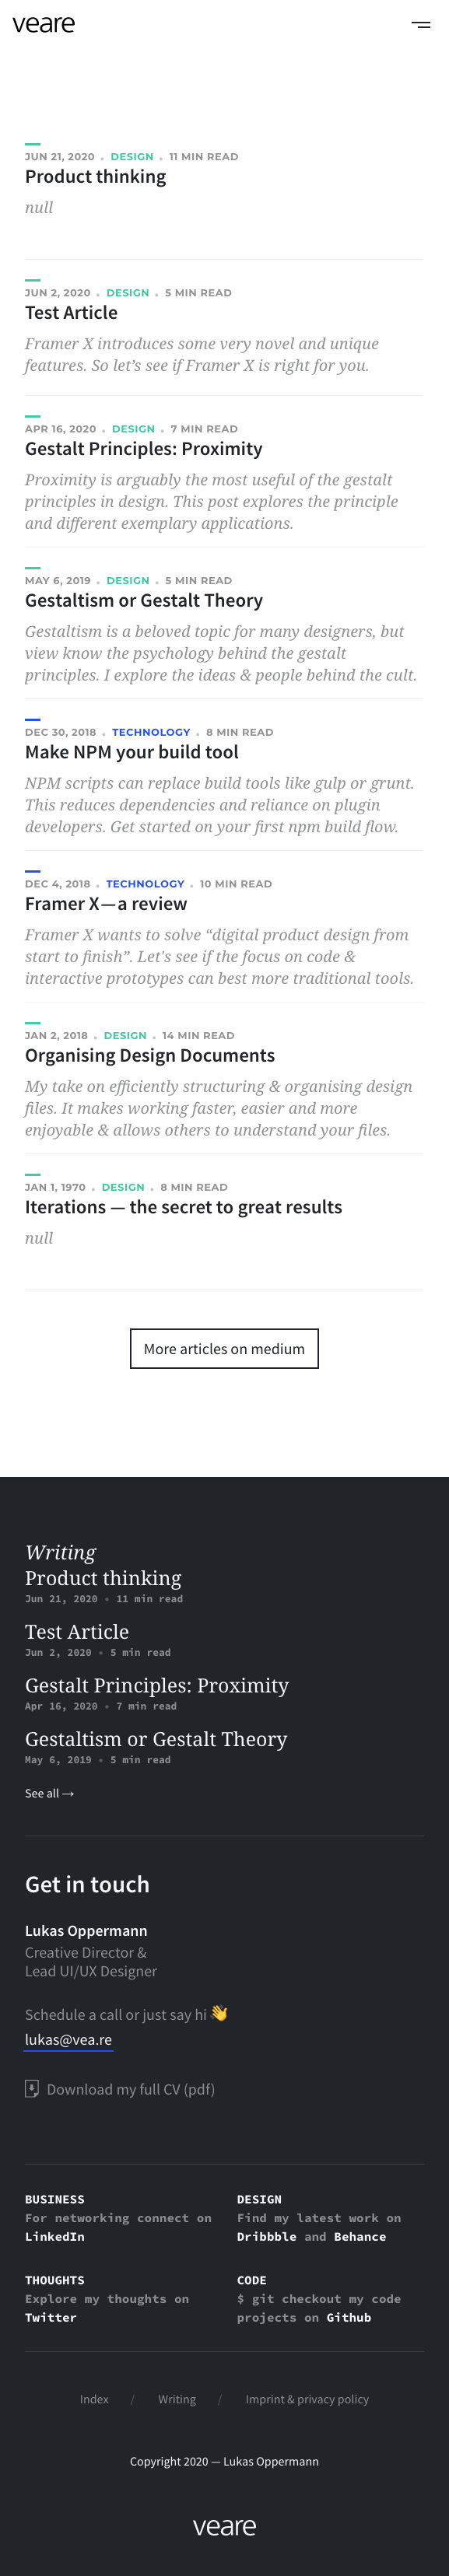 veare
JUN 21, 2020 • DESIGN • 11 MIN READ
Product thinking
null
JUN 2, 2020 • DESIGN • 5 MIN READ
Test Article
Framer X introduces some very novel and unique
features. So let’s see if Framer X is right for you.
APR 16, 2020 • DESIGN • 7 MIN READ
Gestalt Principles: Proximity
Proximity is arguably the most useful of the gestalt
principles in design. This post explores the principle
and different exemplary applications.
MAY 6, 2019 • DESIGN • 5 MIN READ
Gestaltism or Gestalt Theory
Gestaltism is a beloved topic for many designers, but
view know the psychology behind the gestalt
principles. I explore the ideas & people behind the cult.
DEC 30, 2018 • TECHNOLOGY • 8 MIN READ
Make NPM your build tool
NPM scripts can replace build tools like gulp or grunt.
This reduces dependencies and reliance on plugin
developers. Get started on your first npm build flow.
DEC 4, 2018 • TECHNOLOGY • 10 MIN READ
Framer X—a review
Framer X wants to solve “digital product design from
start to finish”. Let's see if the focus on code &
interactive prototypes can best more traditional tools.
JAN 2, 2018 • DESIGN • 14 MIN READ
Organising Design Documents
My take on efficiently structuring & organising design
files. It makes working faster, easier and more
enjoyable & allows others to understand your files.
JAN 1, 1970 • DESIGN • 8 MIN READ
Iterations — the secret to great results
null
More articles on medium
Writing
Product thinking
Jun 21, 2020 • 11 min read
Test Article
Jun 2, 2020 • 5 min read
Gestalt Principles: Proximity
Apr 16, 2020 • 7 min read
Gestaltism or Gestalt Theory
May 6, 2019 • 5 min read
See all →
Get in touch
Lukas Oppermann
Creative Director &
Lead UI/UX Designer
Schedule a call or just say hi 👋
lukas@vea.re
Download my full CV (pdf)
BUSINESS
For networking connect on
LinkedIn
DESIGN
Find my latest work on
Dribbble and Behance
THOUGHTS
Explore my thoughts on
Twitter
CODE
$ git checkout my code
projects on Github
Index / Writing / Imprint & privacy policy
Copyright 2020 — Lukas Oppermann
veare